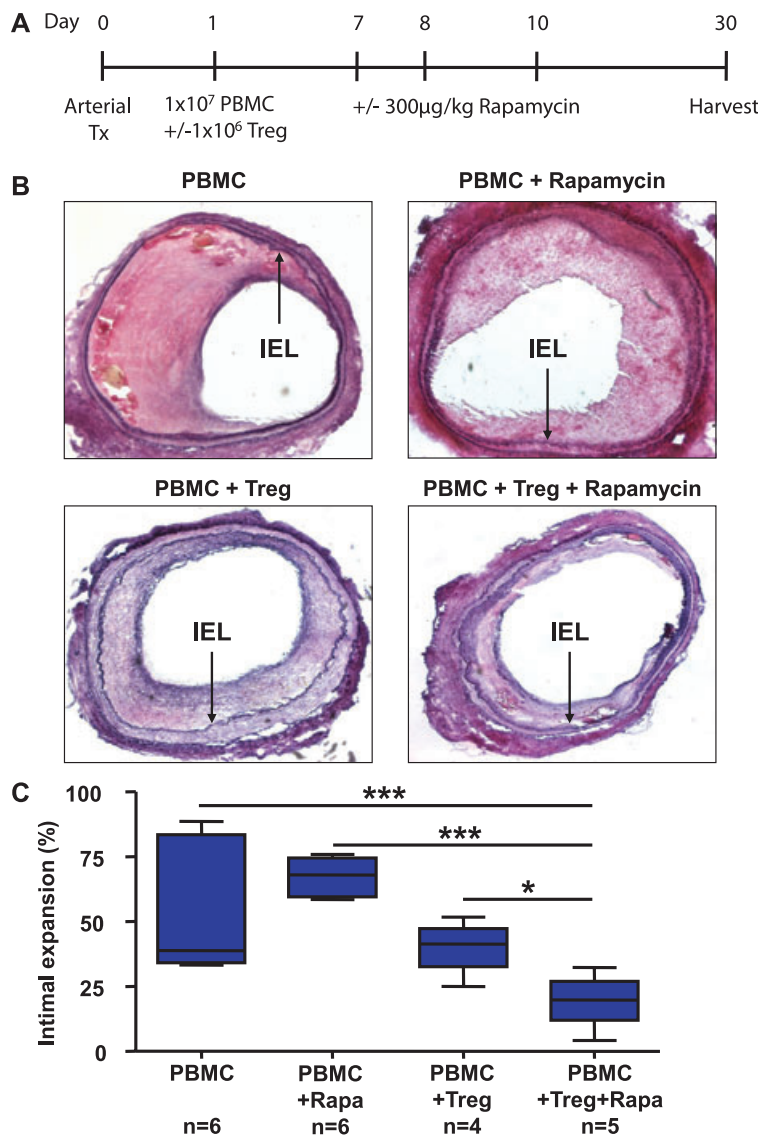 A Day 0 1 7 8 10 30
Arterial Tx
1x10⁷ PBMC
+/-1x10⁶ Treg
+/- 300µg/kg Rapamycin
Harvest
B
PBMC
PBMC + Rapamycin
IEL
IEL
PBMC + Treg
PBMC + Treg + Rapamycin
IEL
IEL
C
Intimal expansion (%)
100
75
50
25
0
***
***
*
PBMC
n=6
PBMC
+Rapa
n=6
PBMC
+Treg
n=4
PBMC
+Treg+Rapa
n=5